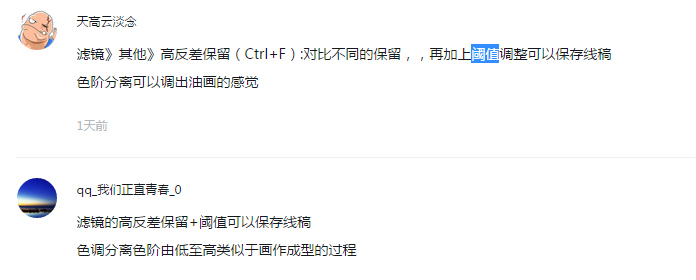 天高云淡念
滤镜》其他》高反差保留（Ctrl+F）:对比不同的保留，，再加上阈值调整可以保存线稿
色阶分离可以调出油画的感觉
1天前
qq_我们正直青春_0
滤镜的高反差保留+阈值可以保存线稿
色调分离色阶由低至高类似于画作成型的过程